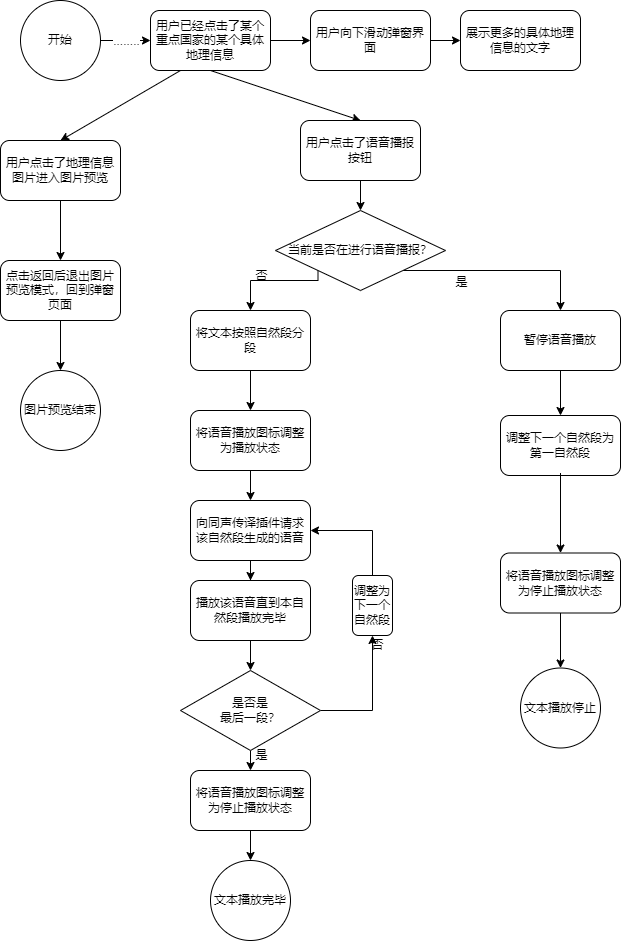 开始
........
用户已经点击了某个
重点国家的某个具体
地理信息
用户向下滑动弹窗界
面
展示更多的具体地理
信息的文字
用户点击了地理信息
图片进入图片预览
用户点击了语音播报
按钮
当前是否在进行语音播报？
否
是
点击返回后退出图片
预览模式，回到弹窗
页面
将文本按照自然段分
段
暂停语音播放
图片预览结束
将语音播放图标调整
为播放状态
调整下一个自然段为
第一自然段
向同声传译插件请求
该自然段生成的语音
播放该语音直到本自
然段播放完毕
调整为
下一个
自然段
否
将语音播放图标调整
为停止播放状态
是否是
最后一段？
是
文本播放停止
将语音播放图标调整
为停止播放状态
文本播放完毕